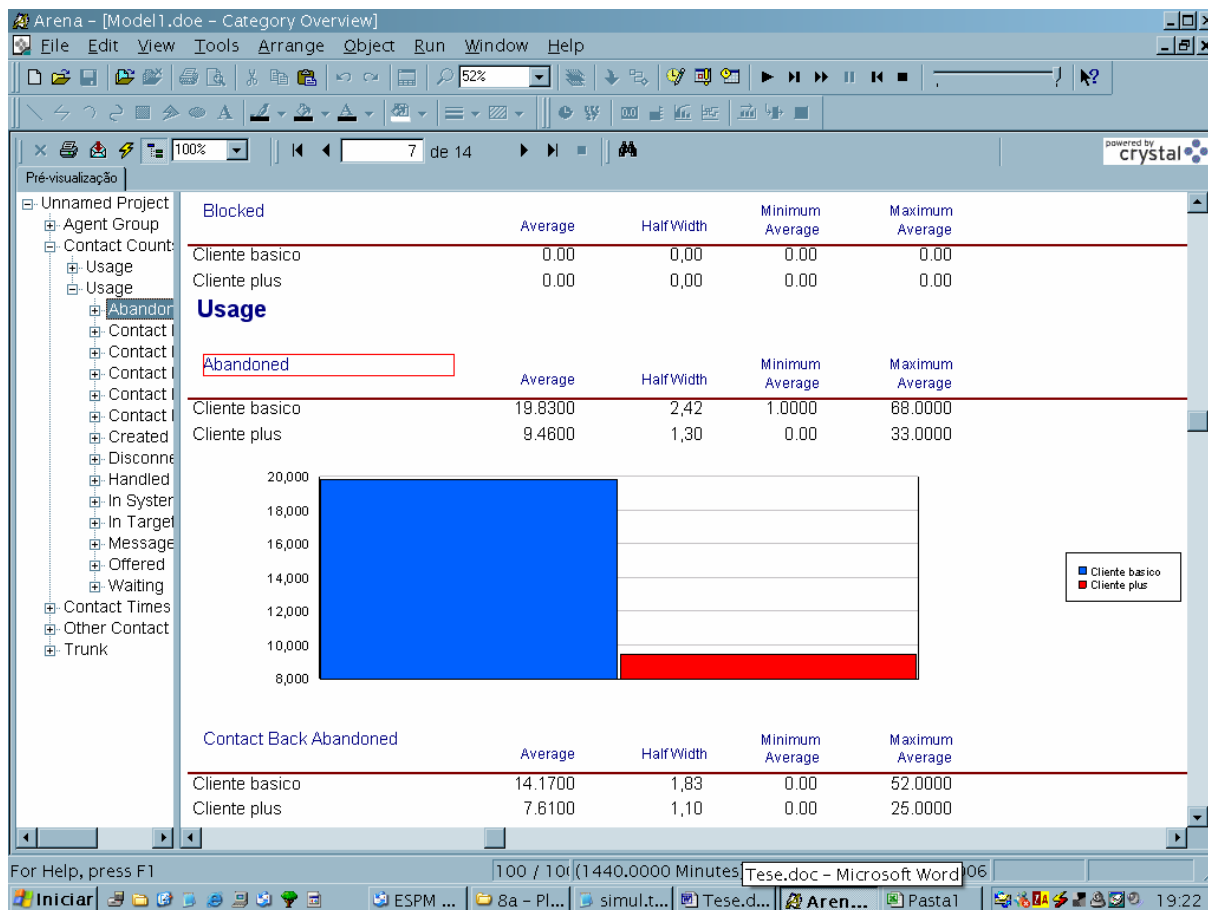 Arena - [Model1.doe - Category Overview]
File Edit View Tools Arrange Object Run Window Help
52%
100% 7 de 14
powered by crystal
Pré-visualização
Unnamed Project
Agent Group
Contact Count
Usage
Usage
Abandon
Contact
Contact
Contact
Contact
Contact
Created
Disconne
Handled
In System
In Target
Message
Offered
Waiting
Contact Times
Other Contact
Trunk
Blocked Average Half Width Minimum Average Maximum Average
Cliente basico 0.00 0,00 0.00 0.00
Cliente plus 0.00 0,00 0.00 0.00
Usage
Abandoned Average Half Width Minimum Average Maximum Average
Cliente basico 19.8300 2,42 1.0000 68.0000
Cliente plus 9.4600 1,30 0.00 33.0000
20,000
18,000
16,000
14,000
12,000
10,000
8,000
Cliente basico
Cliente plus
Contact Back Abandoned Average Half Width Minimum Average Maximum Average
Cliente basico 14.1700 1,83 0.00 52.0000
Cliente plus 7.6100 1,10 0.00 25.0000
For Help, press F1 100 / 10 (1440.0000 Minutes) Tese.doc - Microsoft Word 06
Iniciar ESPM ... 8a - Pl... simul.t... Tese.d... Aren... Pasta1 19:22